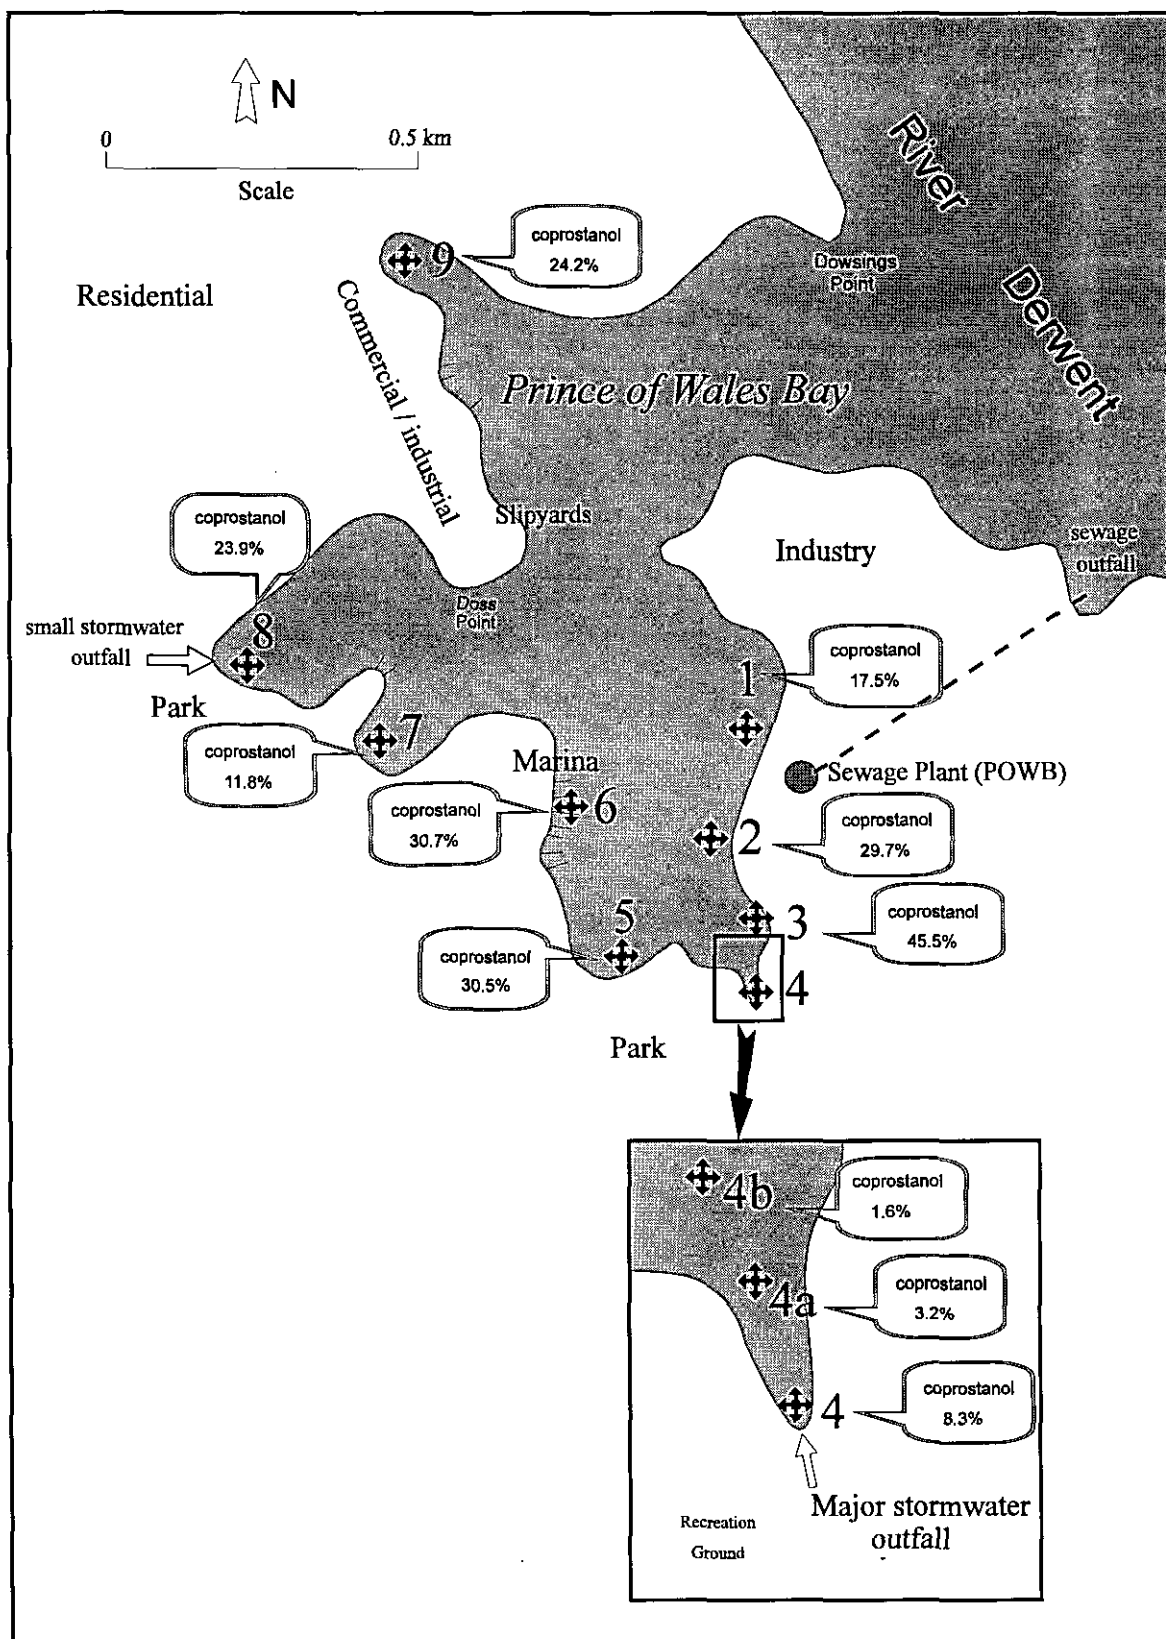 N
0
0.5 km
Scale
River
Derwent
coprostanol
24.2%
9
Dowsings
Point
Residential
Commercial / industrial
Prince of Wales Bay
coprostanol
23.9%
Slipyards
Industry
sewage
outfall
Doss
Point
8
small stormwater
outfall
1
coprostanol
17.5%
Park
7
coprostanol
11.8%
Marina
Sewage Plant (POWB)
6
coprostanol
30.7%
2
coprostanol
29.7%
5
3
coprostanol
45.5%
coprostanol
30.5%
4
Park
4b
coprostanol
1.6%
4a
coprostanol
3.2%
4
coprostanol
8.3%
Major stormwater
outfall
Recreation
Ground